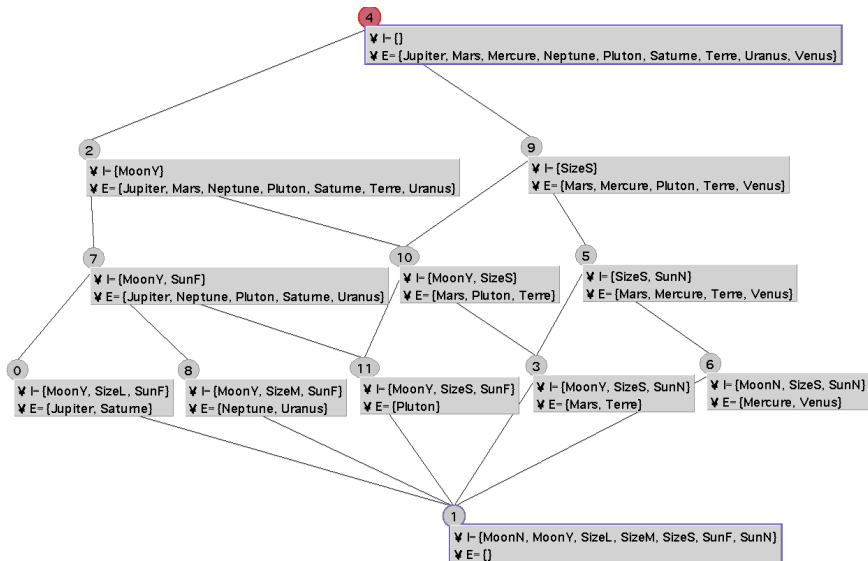 4
¥ I={}
¥ E={Jupiter, Mars, Mercure, Neptune, Pluton, Saturne, Terre, Uranus, Venus}
2
¥ I={MoonY}
¥ E={Jupiter, Mars, Neptune, Pluton, Saturne, Terre, Uranus}
9
¥ I={SizeS}
¥ E={Mars, Mercure, Pluton, Terre, Venus}
7
¥ I={MoonY, SunF}
¥ E={Jupiter, Neptune, Pluton, Saturne, Uranus}
10
¥ I={MoonY, SizeS}
¥ E={Mars, Pluton, Terre}
5
¥ I={SizeS, SunN}
¥ E={Mars, Mercure, Terre, Venus}
0
¥ I={MoonY, SizeL, SunF}
¥ E={Jupiter, Saturne}
8
¥ I={MoonY, SizeM, SunF}
¥ E={Neptune, Uranus}
11
¥ I={MoonY, SizeS, SunF}
¥ E={Pluton}
3
¥ I={MoonY, SizeS, SunN}
¥ E={Mars, Terre}
6
¥ I={MoonN, SizeS, SunN}
¥ E={Mercure, Venus}
1
¥ I={MoonN, MoonY, SizeL, SizeM, SizeS, SunF, SunN}
¥ E={}